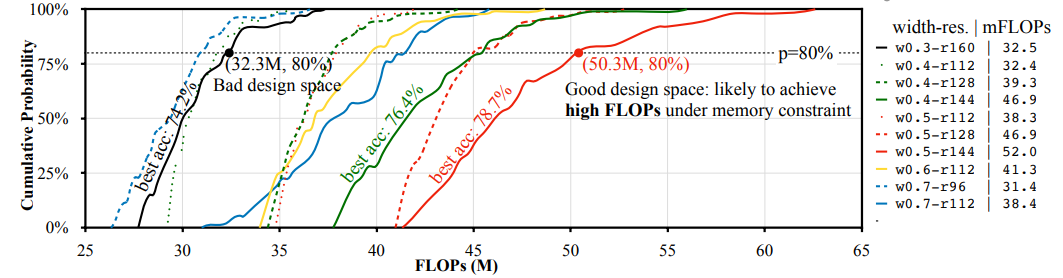 100%
75%
50%
25%
0%
Cumulative Probability
25 30 35 40 45 50 55 60 65
FLOPs (M)
p=80%
(32.3M, 80%)
Bad design space
(50.3M, 80%)
Good design space: likely to achieve
high FLOPs under memory constraint
best acc: 74.2%
best acc: 76.4%
best acc: 78.7%
width-res. | mFLOPS
w0.3-r160 | 32.5
w0.4-r112 | 32.4
w0.4-r128 | 39.3
w0.4-r144 | 46.9
w0.5-r112 | 38.3
w0.5-r128 | 46.9
w0.5-r144 | 52.0
w0.6-r112 | 41.3
w0.7-r96 | 31.4
w0.7-r112 | 38.4